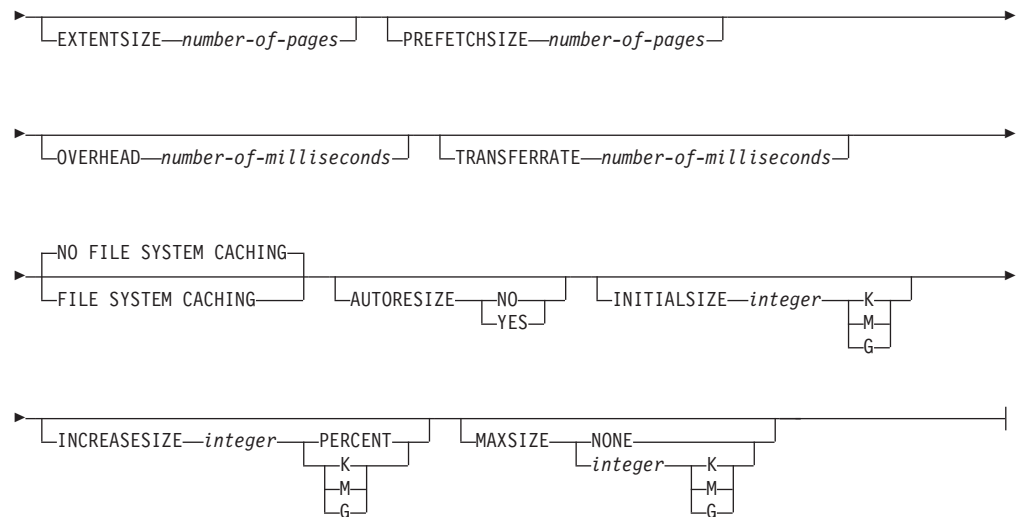 EXTENTSIZE number-of-pages PREFETCHSIZE number-of-pages
OVERHEAD number-of-milliseconds TRANSFERRATE number-of-milliseconds
NO FILE SYSTEM CACHING
FILE SYSTEM CACHING AUTORESIZE NO INITIALSIZE integer K
YES M
G
INCREASESIZE integer PERCENT MAXSIZE NONE
K integer K
M M
G G